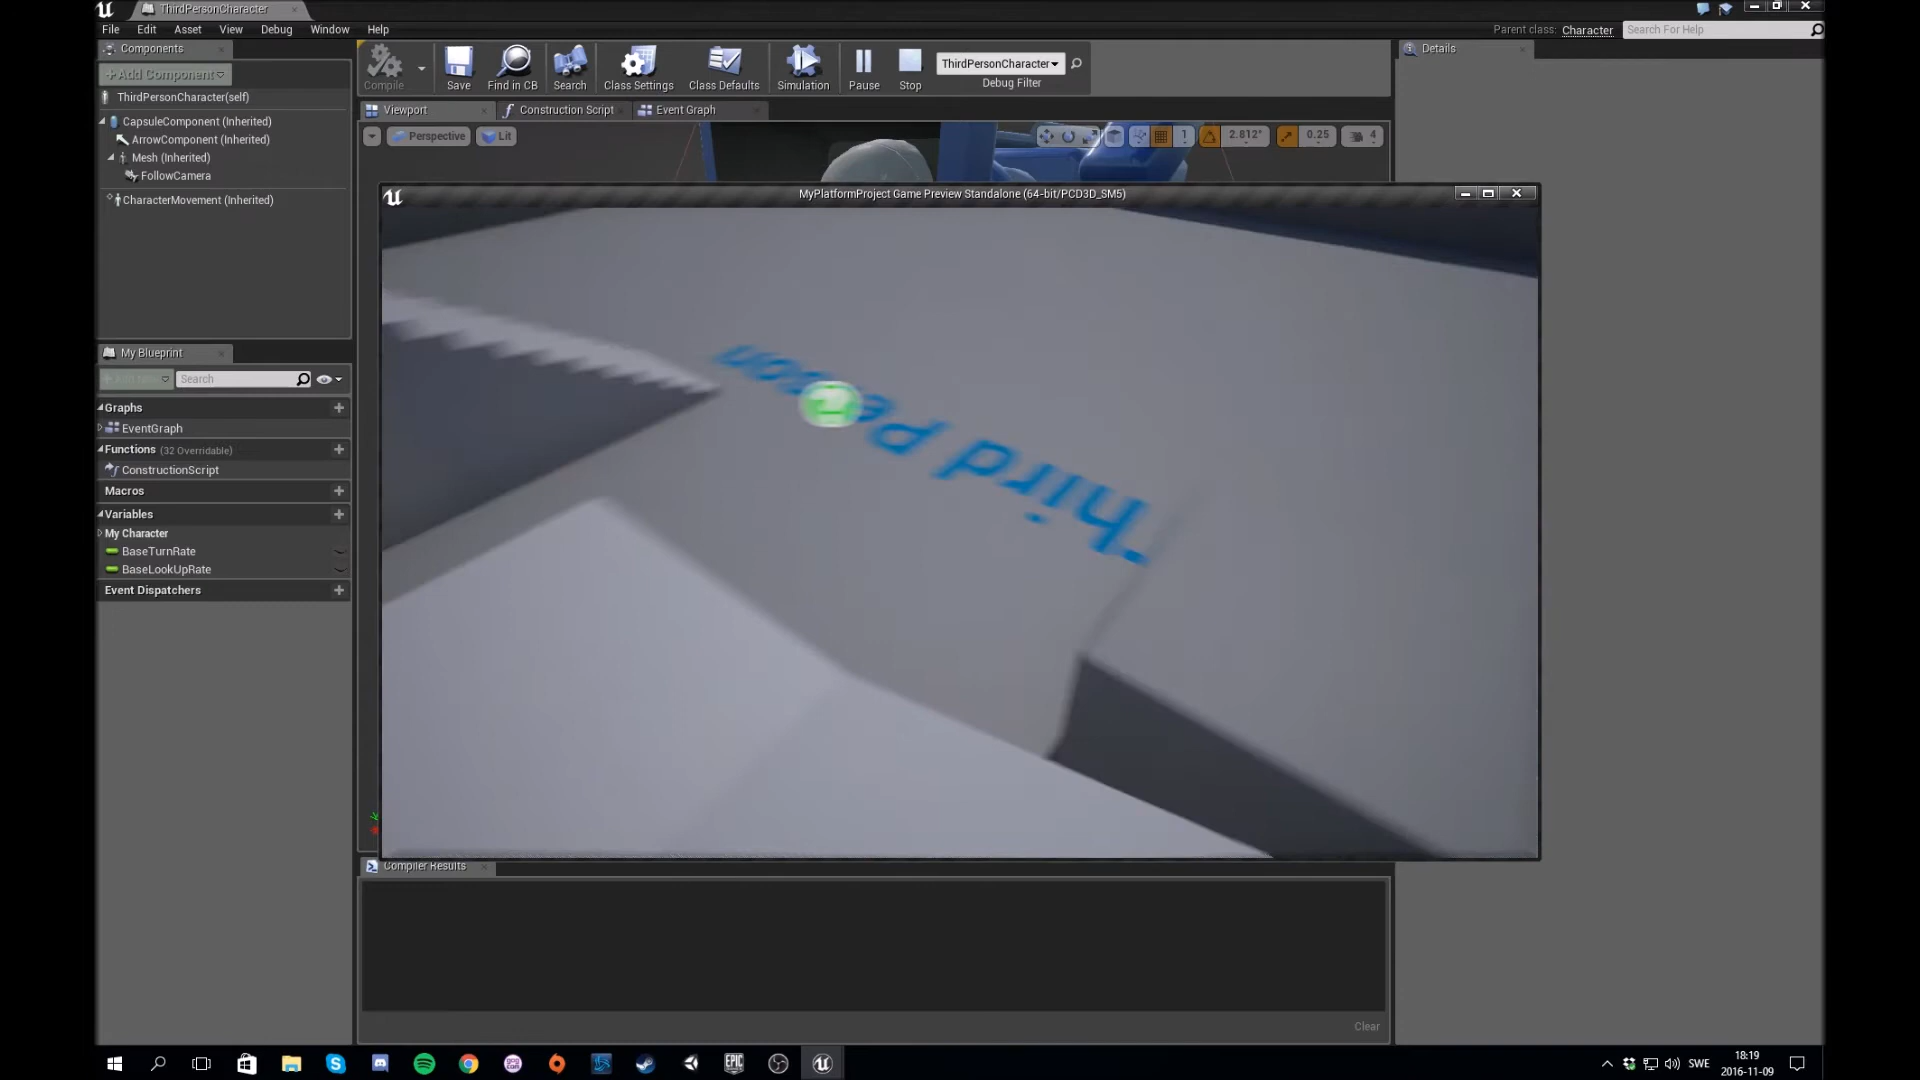 ThirdPersonCharacter
File Edit Asset View Debug Window Help
Parent class: Character Search For Help
Components
Details
+Add Component
Compile Save Find in CB Search Class Settings Class Defaults Simulation Pause Stop
ThirdPersonCharacter
Debug Filter
ThirdPersonCharacter(self)
CapsuleComponent (Inherited)
ArrowComponent (Inherited)
Mesh (Inherited)
FollowCamera
CharacterMovement (Inherited)
Viewport Construction Script Event Graph
Perspective Lit
1 2.812° 0.25 4
MyPlatformProject Game Preview Standalone (64-bit/PCD3D_SM5)
Third Person
My Blueprint
Search
Graphs
EventGraph
Functions (32 Overridable)
ConstructionScript
Macros
Variables
My Character
BaseTurnRate
BaseLookUpRate
Event Dispatchers
Compiler Results
Clear
SWE
18:19
2016-11-09